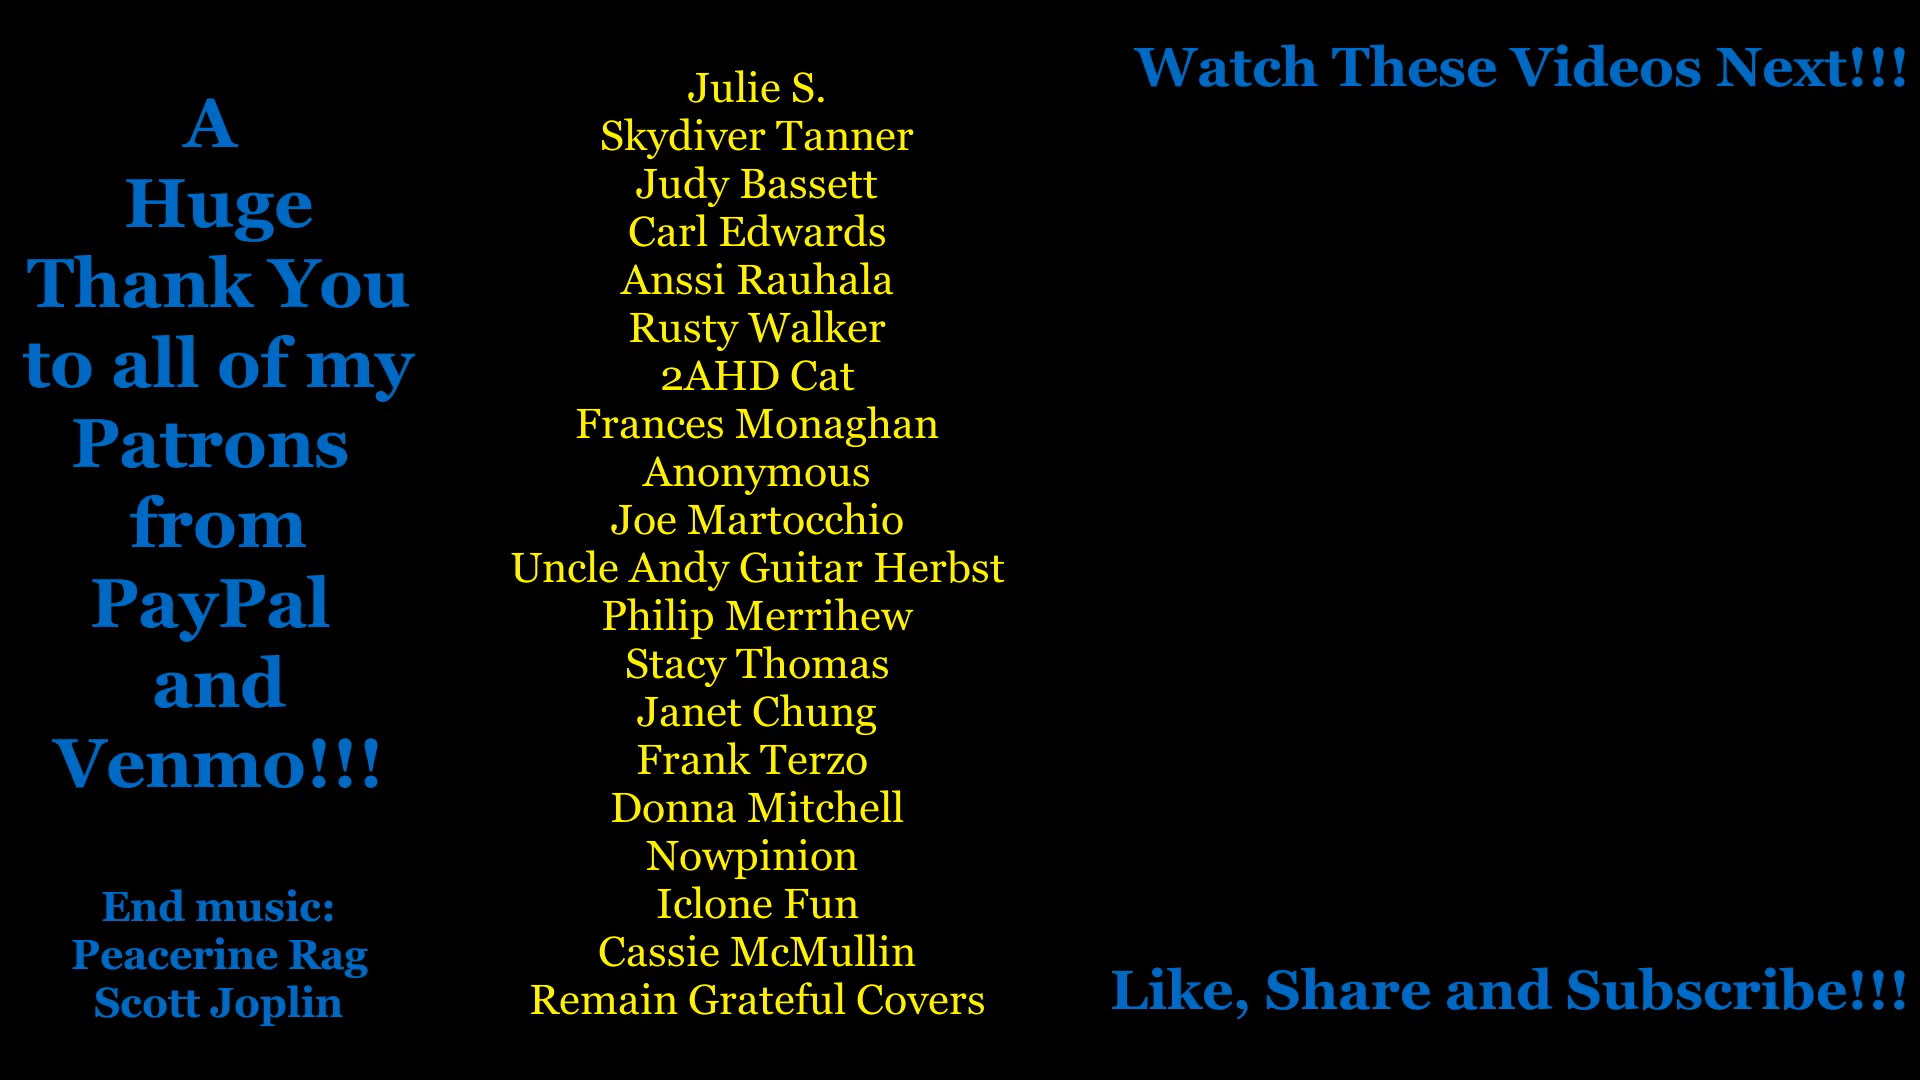 A
Huge
Thank You
to all of my
Patrons
from
PayPal
and
Venmo!!!
End music:
Peacerine Rag
Scott Joplin
Julie S.
Skydiver Tanner
Judy Bassett
Carl Edwards
Anssi Rauhala
Rusty Walker
2AHD Cat
Frances Monaghan
Anonymous
Joe Martocchio
Uncle Andy Guitar Herbst
Philip Merrihew
Stacy Thomas
Janet Chung
Frank Terzo
Donna Mitchell
Nowpinion
Iclone Fun
Cassie McMullin
Remain Grateful Covers
Watch These Videos Next!!!
Like, Share and Subscribe!!!